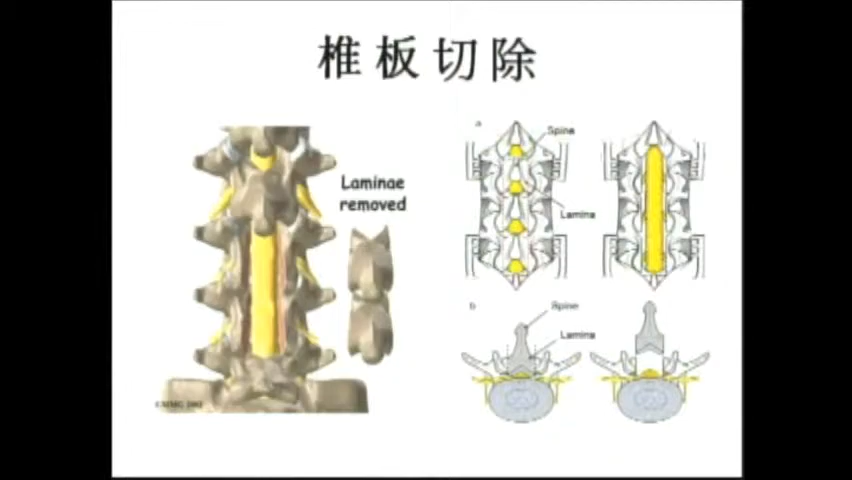 椎板切除
Laminae
removed
a
Spine
Lamina
b
Spine
Lamina